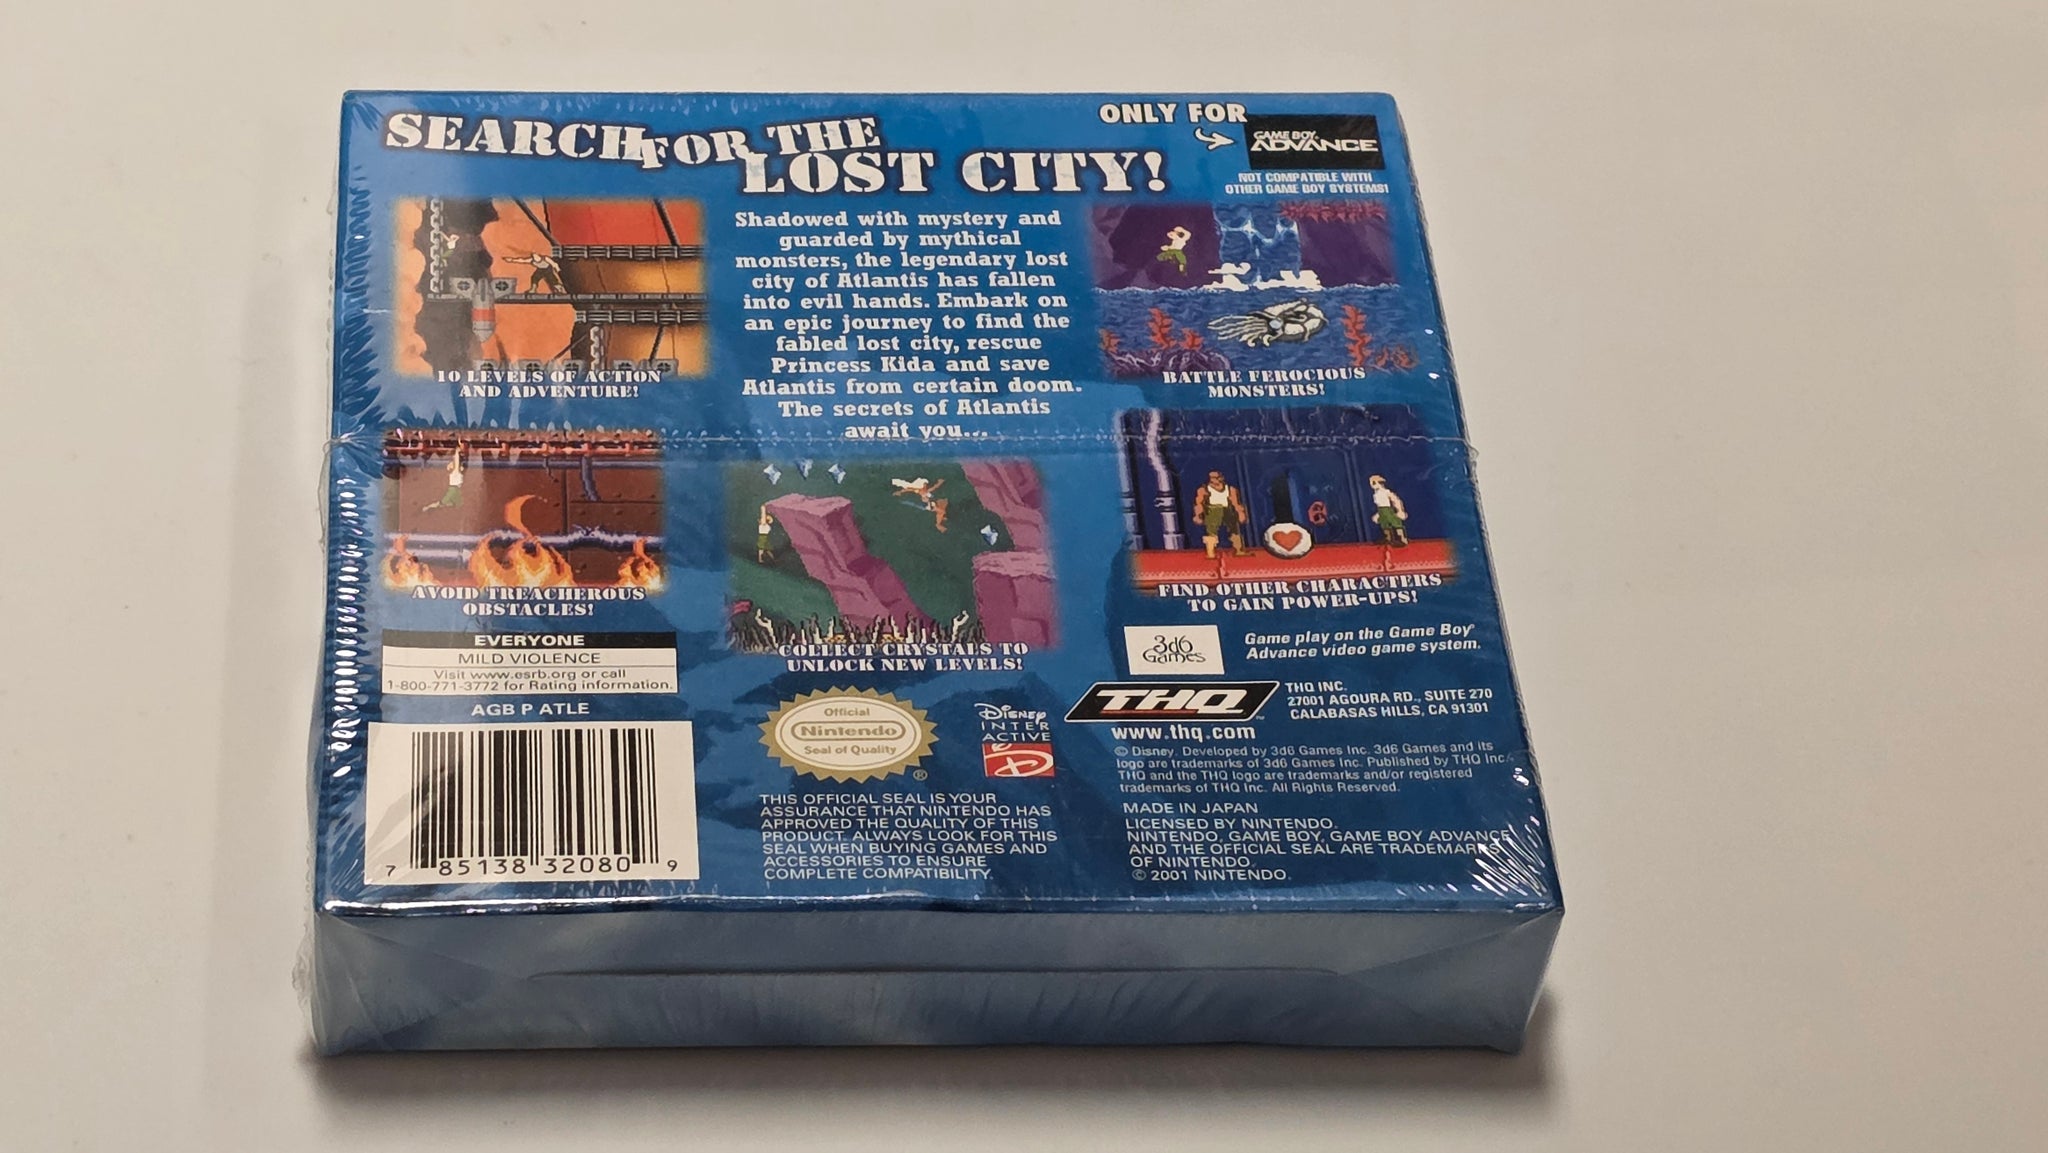 SEARCH FOR THE
LOST CITY!
ONLY FOR
GAME BOY
ADVANCE
NOT COMPATIBLE WITH
OTHER GAME BOY SYSTEMS!
Shadowed with mystery and
guarded by mythical
monsters, the legendary lost
city of Atlantis has fallen
into evil hands. Embark on
an epic journey to find the
fabled lost city, rescue
Princess Kida and save
Atlantis from certain doom.
The secrets of Atlantis
await you...
10 LEVELS OF ACTION
AND ADVENTURE!
BATTLE FEROCIOUS
MONSTERS!
AVOID TREACHEROUS
OBSTACLES!
COLLECT CRYSTALS TO
UNLOCK NEW LEVELS!
FIND OTHER CHARACTERS
TO GAIN POWER-UPS!
EVERYONE
MILD VIOLENCE
Visit www.esrb.org or call
1-800-771-3772 for Rating information.
AGB P ATLE
7 85138 32080 9
Official
Nintendo
Seal of Quality
®
DISNEY
INTER
ACTIVE
D
THIS OFFICIAL SEAL IS YOUR
ASSURANCE THAT NINTENDO HAS
APPROVED THE QUALITY OF THIS
PRODUCT. ALWAYS LOOK FOR THIS
SEAL WHEN BUYING GAMES AND
ACCESSORIES TO ENSURE
COMPLETE COMPATIBILITY.
3d6
Games
Game play on the Game Boy®
Advance video game system.
THQ™
www.thq.com
THQ INC.
27001 AGOURA RD., SUITE 270
CALABASAS HILLS, CA 91301
© Disney. Developed by 3d6 Games Inc. 3d6 Games and its
logo are trademarks of 3d6 Games Inc. Published by THQ Inc.
THQ and the THQ logo are trademarks and/or registered
trademarks of THQ Inc. All Rights Reserved.
MADE IN JAPAN
LICENSED BY NINTENDO.
NINTENDO, GAME BOY, GAME BOY ADVANCE
AND THE OFFICIAL SEAL ARE TRADEMARKS
OF NINTENDO.
© 2001 NINTENDO.